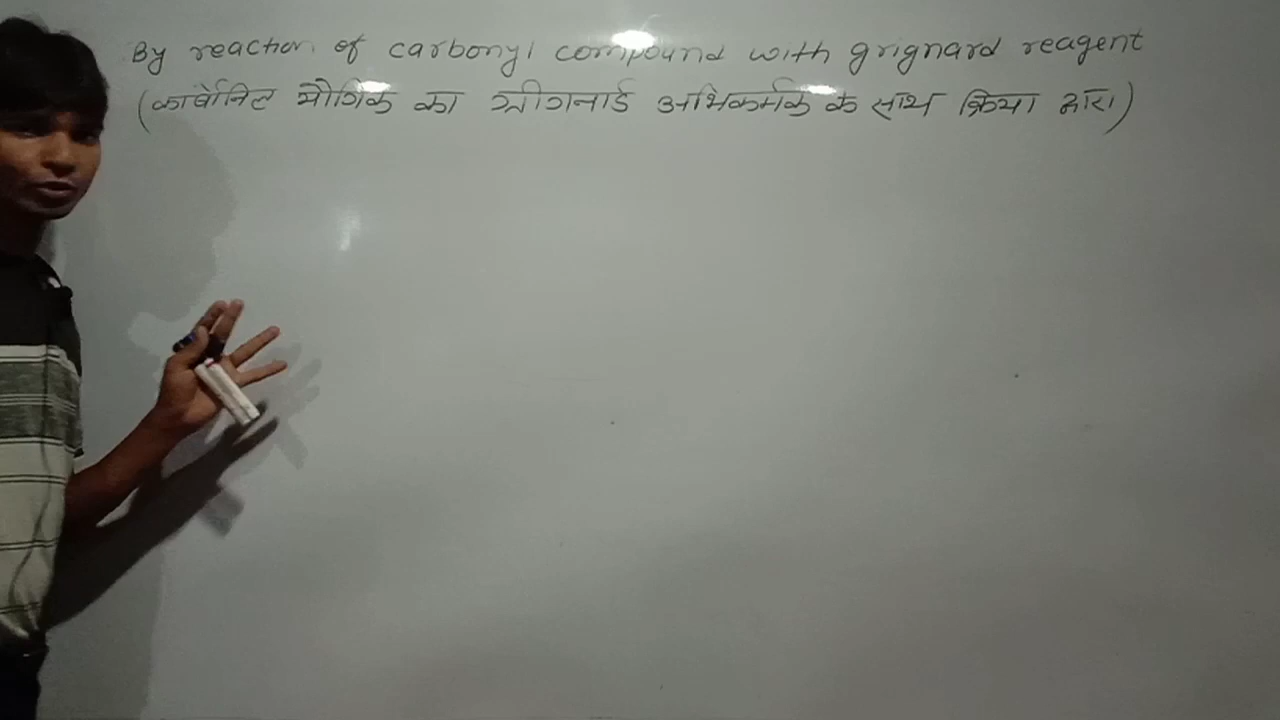 By reaction of carbonyl compound with grignard reagent
(कार्बोनिल यौगिक का ग्रीगनार्ड अभिकर्मक के साथ क्रिया द्वारा)